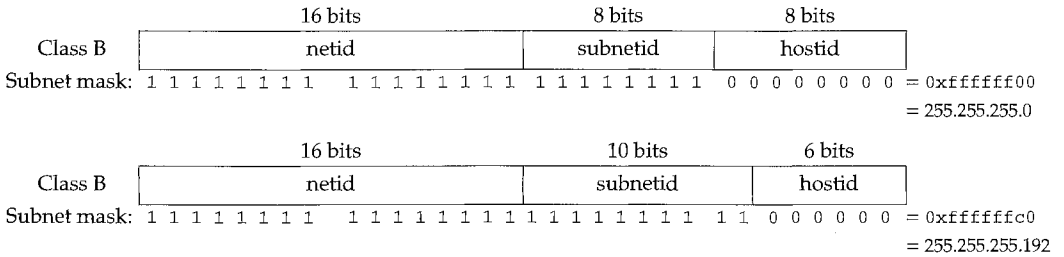 16 bits 8 bits 8 bits
Class B netid subnetid hostid
Subnet mask: 1 1 1 1 1 1 1 1 1 1 1 1 1 1 1 1 1 1 1 1 1 1 1 1 0 0 0 0 0 0 0 0 = 0xffffff00
= 255.255.255.0
16 bits 10 bits 6 bits
Class B netid subnetid hostid
Subnet mask: 1 1 1 1 1 1 1 1 1 1 1 1 1 1 1 1 1 1 1 1 1 1 1 1 1 1 0 0 0 0 0 0 = 0xffffffc0
= 255.255.255.192